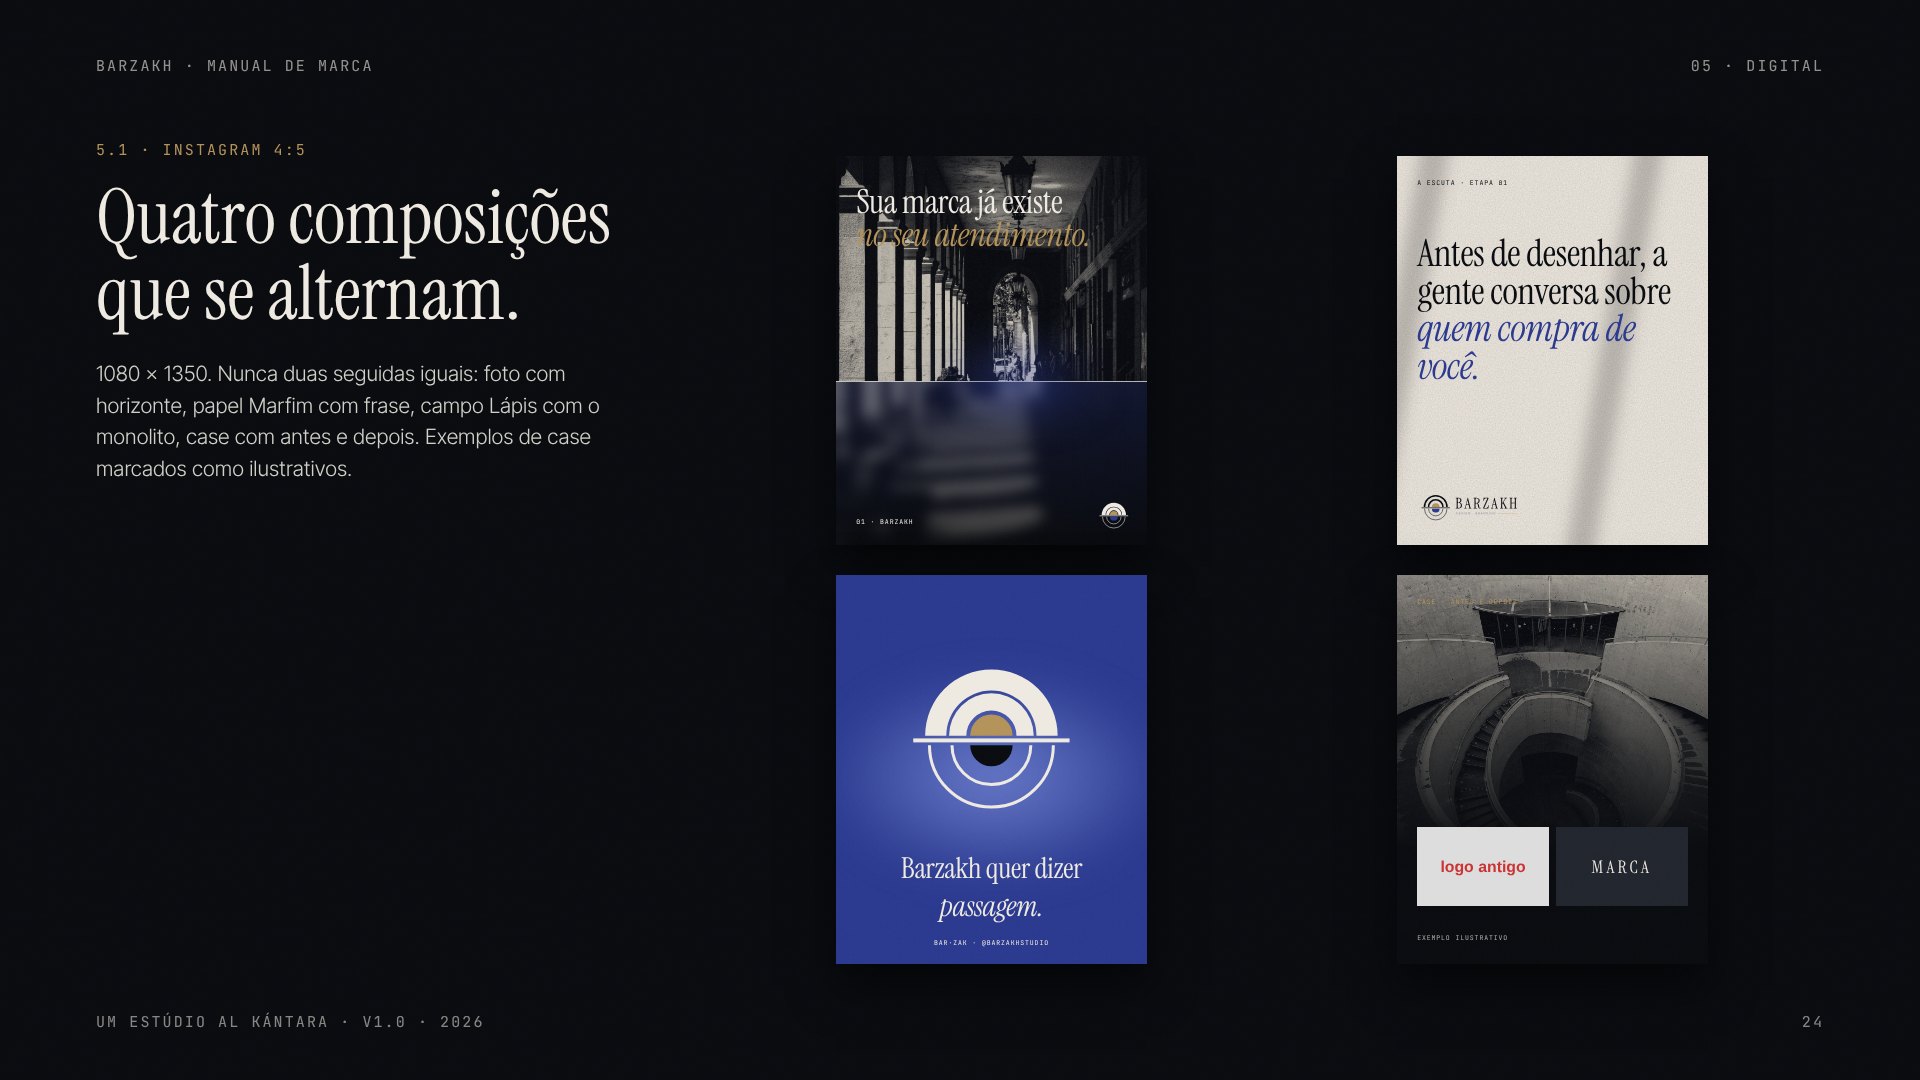 BARZAKH · MANUAL DE MARCA
05 · DIGITAL
5.1 · INSTAGRAM 4:5
Quatro composições
que se alternam.
1080 × 1350. Nunca duas seguidas iguais: foto com
horizonte, papel Marfim com frase, campo Lápis com o
monolito, case com antes e depois. Exemplos de case
marcados como ilustrativos.
Sua marca já existe
no seu atendimento.
01 · BARZAKH
A ESCUTA · ETAPA 01
Antes de desenhar, a
gente conversa sobre
quem compra de
você.
BARZAKH
Barzakh quer dizer
passagem.
BAR·ZAK · @BARZAKHSTUDIO
CASE · ANTES E DEPOIS
logo antigo
MARCA
EXEMPLO ILUSTRATIVO
UM ESTÚDIO AL KÁNTARA · V1.0 · 2026
24